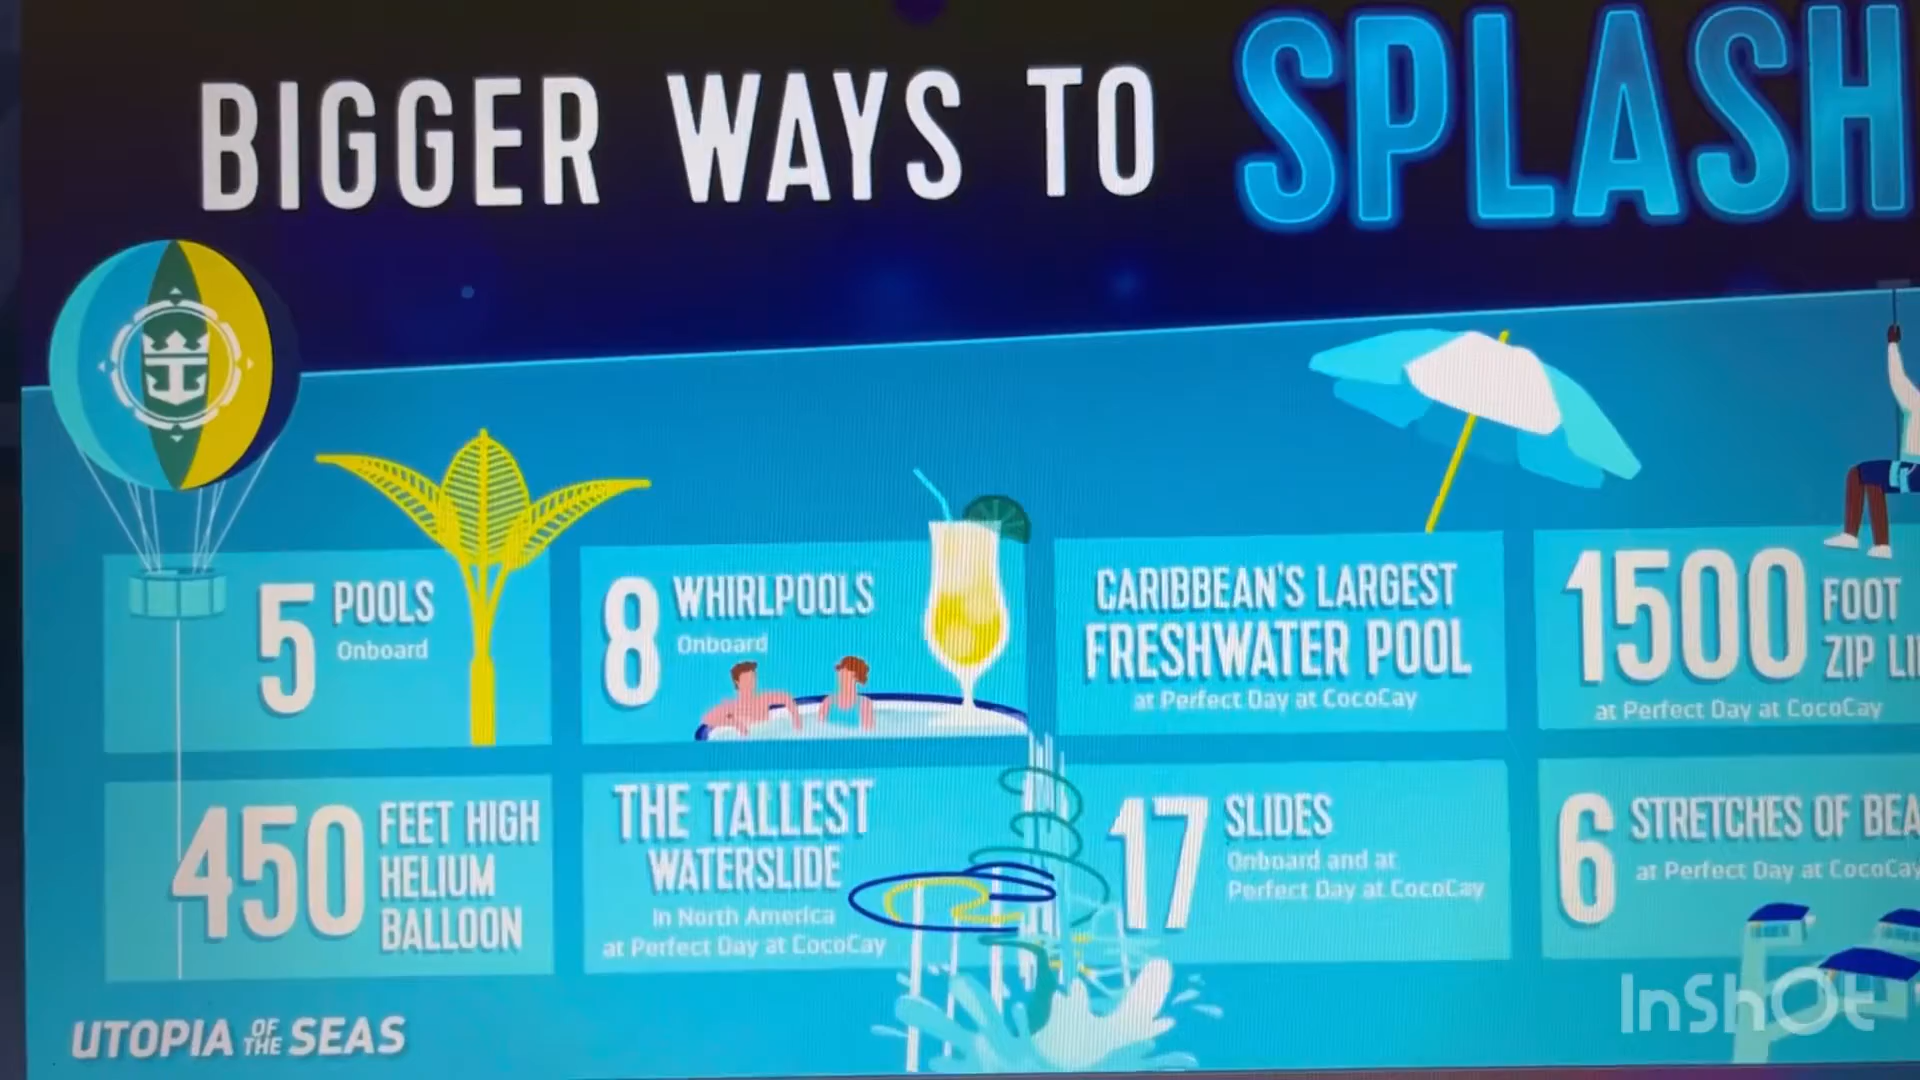 BIGGER WAYS TO SPLASH
5 POOLS
Onboard
8 WHIRLPOOLS
Onboard
CARIBBEAN'S LARGEST
FRESHWATER POOL
at Perfect Day at CocoCay
1500 FOOT
ZIP
at Perfect Day at CocoCay
450 FEET HIGH
HELIUM
BALLOON
THE TALLEST
WATERSLIDE
in North America
at Perfect Day at CocoCay
17 SLIDES
Onboard and at
Perfect Day at CocoCay
6 STRETCHES OF
at Perfect Day at CocoCay
UTOPIA OF THE SEAS
InShOt